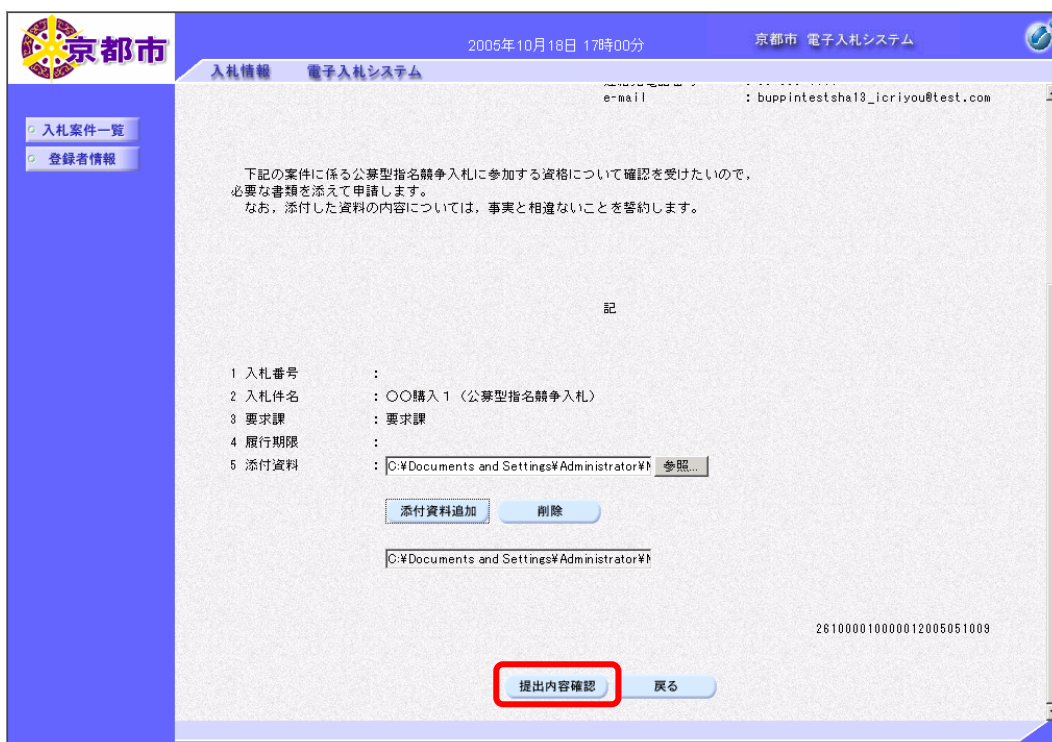 京都市
2005年10月18日 17時00分
京都市 電子入札システム
入札情報 電子入札システム
入札案件一覧
登録者情報
e-mail : buppintestsha13_icriyou@test.com
下記の案件に係る公募型指名競争入札に参加する資格について確認を受けたいので，
必要な書類を添えて申請します。
なお，添付した資料の内容については，事実と相違ないことを誓約します。
記
1 入札番号 :
2 入札件名 : 〇〇購入１（公募型指名競争入札）
3 要求課 : 要求課
4 履行期限 :
5 添付資料 : C:¥Documents and Settings¥Administrator¥M 参照...
添付資料追加 削除
C:¥Documents and Settings¥Administrator¥M
261000010000012005051009
提出内容確認 戻る